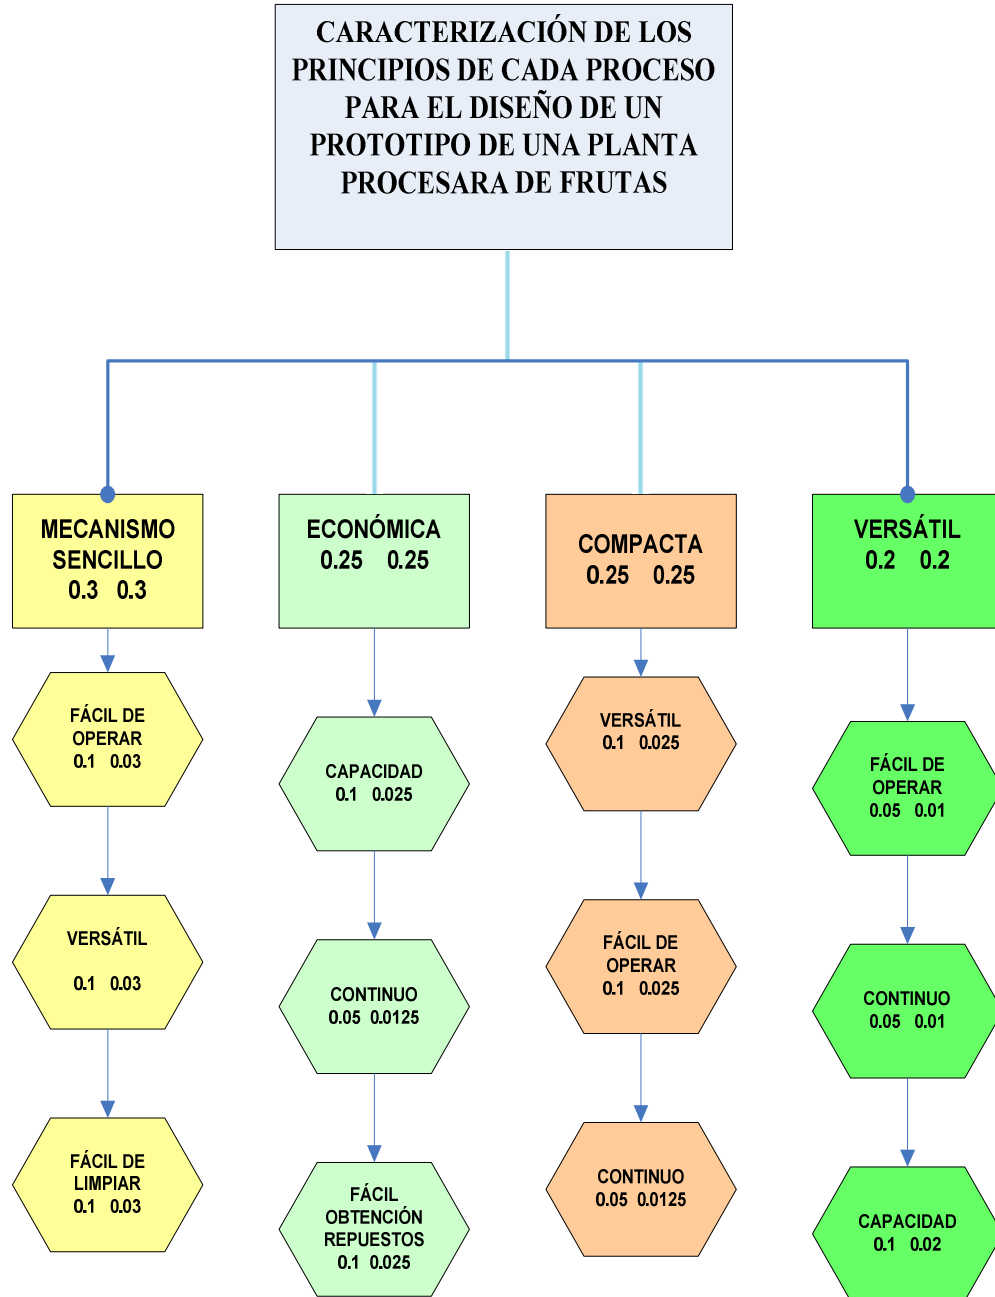 CARACTERIZACIÓN DE LOS
PRINCIPIOS DE CADA PROCESO
PARA EL DISEÑO DE UN
PROTOTIPO DE UNA PLANTA
PROCESARA DE FRUTAS
MECANISMO
SENCILLO
0.3 0.3
FÁCIL DE
OPERAR
0.1 0.03
VERSÁTIL
0.1 0.03
FÁCIL DE
LIMPIAR
0.1 0.03
ECONÓMICA
0.25 0.25
CAPACIDAD
0.1 0.025
CONTINUO
0.05 0.0125
FÁCIL
OBTENCIÓN
REPUESTOS
0.1 0.025
COMPACTA
0.25 0.25
VERSÁTIL
0.1 0.025
FÁCIL DE
OPERAR
0.1 0.025
CONTINUO
0.05 0.0125
VERSÁTIL
0.2 0.2
FÁCIL DE
OPERAR
0.05 0.01
CONTINUO
0.05 0.01
CAPACIDAD
0.1 0.02